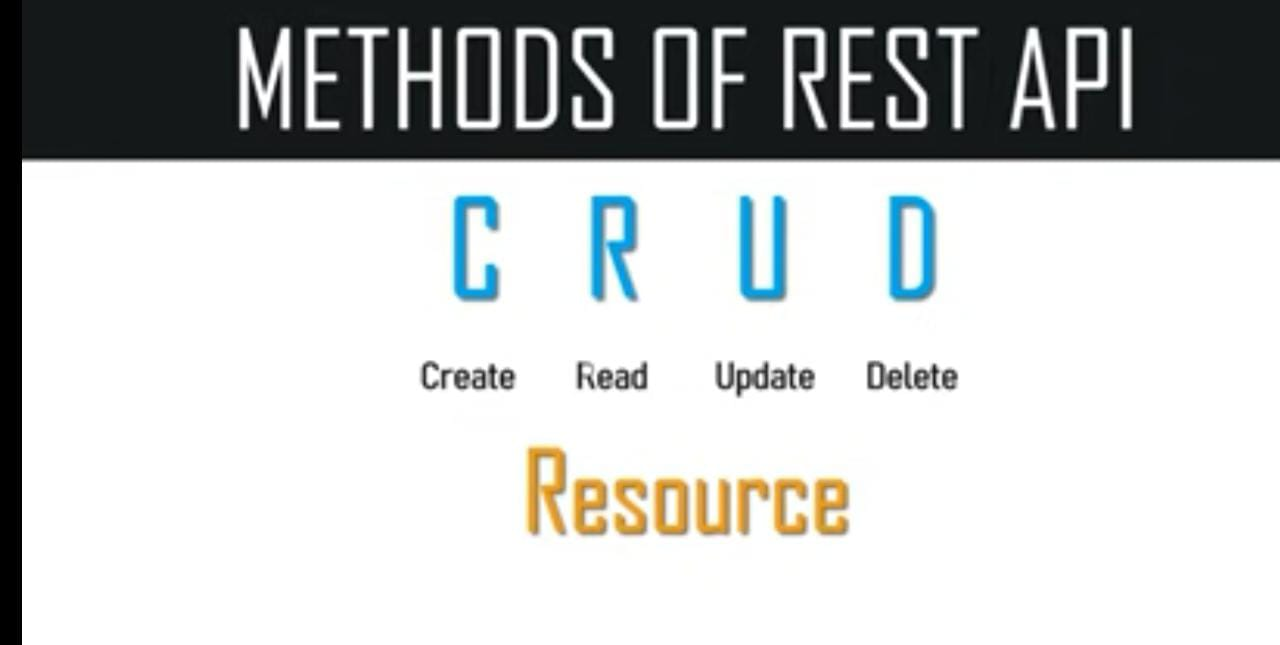 METHODS OF REST API
C R U D
Create Read Update Delete
Resource